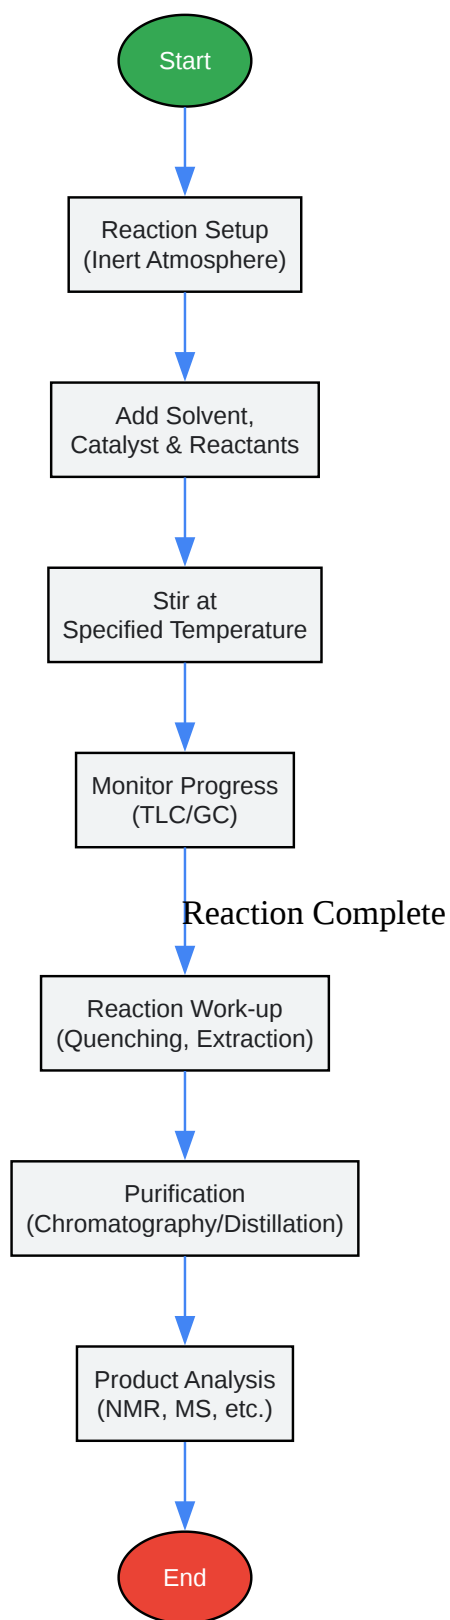 Start
Reaction Setup
(Inert Atmosphere)
Add Solvent,
Catalyst & Reactants
Stir at
Specified Temperature
Monitor Progress
(TLC/GC)
Reaction Complete
Reaction Work-up
(Quenching, Extraction)
Purification
(Chromatography/Distillation)
Product Analysis
(NMR, MS, etc.)
End